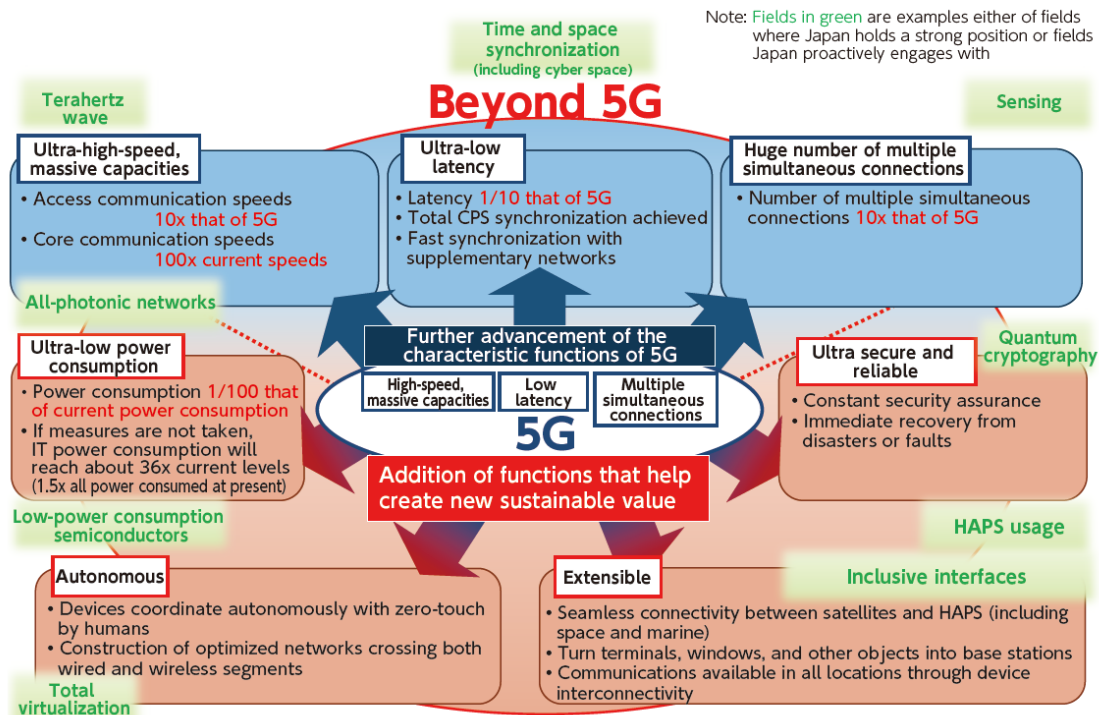 Note: Fields in green are examples either of fields
where Japan holds a strong position or fields
Japan proactively engages with
Time and space
synchronization
(including cyber space)
Beyond 5G
Terahertz
wave
Sensing
Ultra-high-speed,
massive capacities
• Access communication speeds
10x that of 5G
• Core communication speeds
100x current speeds
Ultra-low
latency
• Latency 1/10 that of 5G
• Total CPS synchronization achieved
• Fast synchronization with
supplementary networks
Huge number of multiple
simultaneous connections
• Number of multiple simultaneous
connections 10x that of 5G
All-photonic networks
Further advancement of the
characteristic functions of 5G
High-speed,
massive capacities
Low
latency
Multiple
simultaneous
connections
5G
Addition of functions that help
create new sustainable value
Ultra-low power
consumption
• Power consumption 1/100 that
of current power consumption
• If measures are not taken,
IT power consumption will
reach about 36x current levels
(1.5x all power consumed at present)
Quantum
cryptography
Ultra secure and
reliable
• Constant security assurance
• Immediate recovery from
disasters or faults
Low-power consumption
semiconductors
HAPS usage
Autonomous
• Devices coordinate autonomously with zero-touch
by humans
• Construction of optimized networks crossing both
wired and wireless segments
Total
virtualization
Inclusive interfaces
Extensible
• Seamless connectivity between satellites and HAPS (including
space and marine)
• Turn terminals, windows, and other objects into base stations
• Communications available in all locations through device
interconnectivity